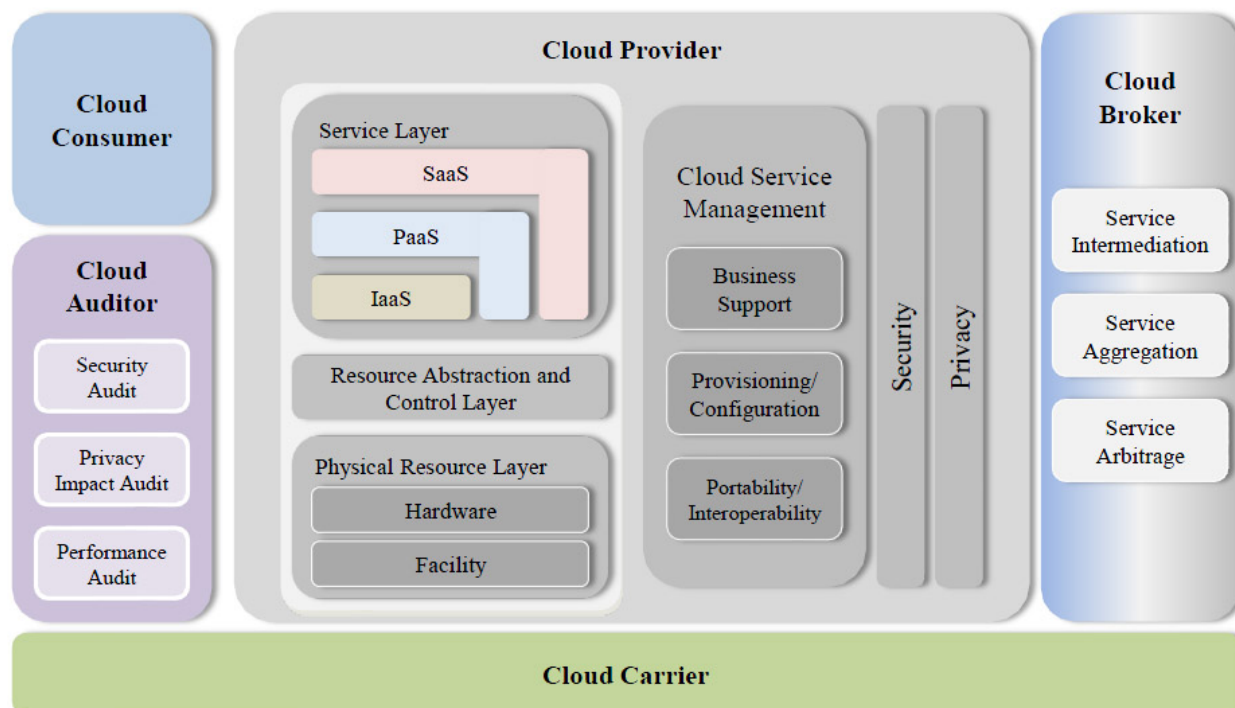 Cloud
Consumer
Cloud
Auditor
Security
Audit
Privacy
Impact Audit
Performance
Audit
Cloud Provider
Service Layer
SaaS
PaaS
IaaS
Resource Abstraction and
Control Layer
Physical Resource Layer
Hardware
Facility
Cloud Service
Management
Business
Support
Provisioning/
Configuration
Portability/
Interoperability
Security
Privacy
Cloud
Broker
Service
Intermediation
Service
Aggregation
Service
Arbitrage
Cloud Carrier